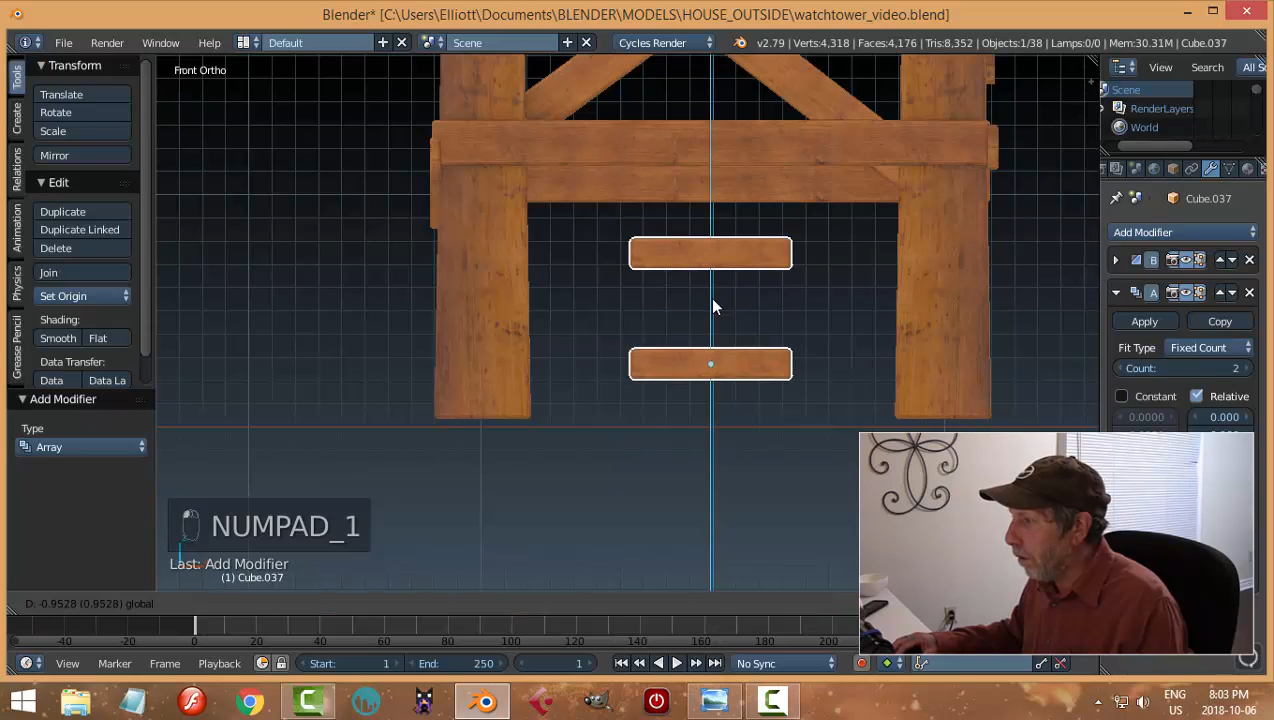 Blender* [C:\Users\Elliott\Documents\BLENDER\MODELS\HOUSE_OUTSIDE\watchtower_video.blend]
File Render Window Help Default Scene Cycles Render v2.79 | Verts:4,318 | Faces:4,176 | Tris:8,352 | Objects:1/38 | Lamps:0/0 | Mem:30.31M | Cube.037
Tools
Create
Relations
Animation
Physics
Grease Pencil
Transform
Translate
Rotate
Scale
Mirror
Edit
Duplicate
Duplicate Linked
Delete
Join
Set Origin
Shading:
Smooth Flat
Data Transfer:
Data Data La
Add Modifier
Type
Array
Front Ortho
NUMPAD_1
Last: Add Modifier
(1) Cube.037
D: -0.9528 (0.9528) global
View Search All Sc
Scene
RenderLayers
World
Cube.037
Add Modifier
B
A
Apply Copy
Fit Type Fixed Count
Count: 2
Constant Relative
0.0000 0.000
-40 -20 0 20 40 60 80 100 120 140 160 180 200
View Marker Frame Playback Start: 1 End: 250 1 No Sync
ENG 8:03 PM
US 2018-10-06